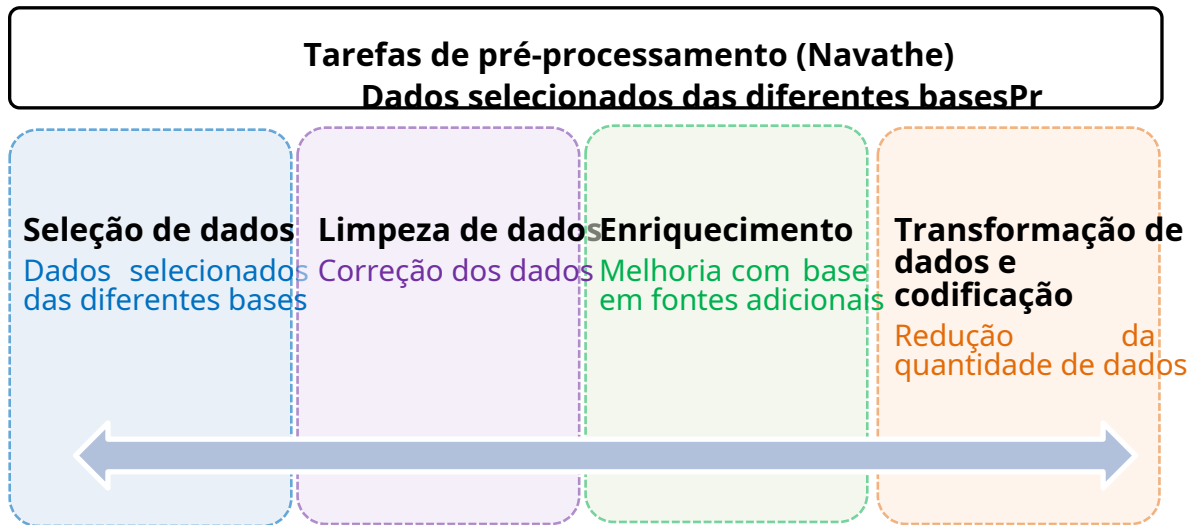 Tarefas de pré-processamento (Navathe)
Dados selecionados das diferentes basesPr
Seleção de dados
Dados selecionados
das diferentes bases
Limpeza de dados
Correção dos dados
Enriquecimento
Melhoria com base
em fontes adicionais
Transformação de
dados e
codificação
Redução da
quantidade de dados